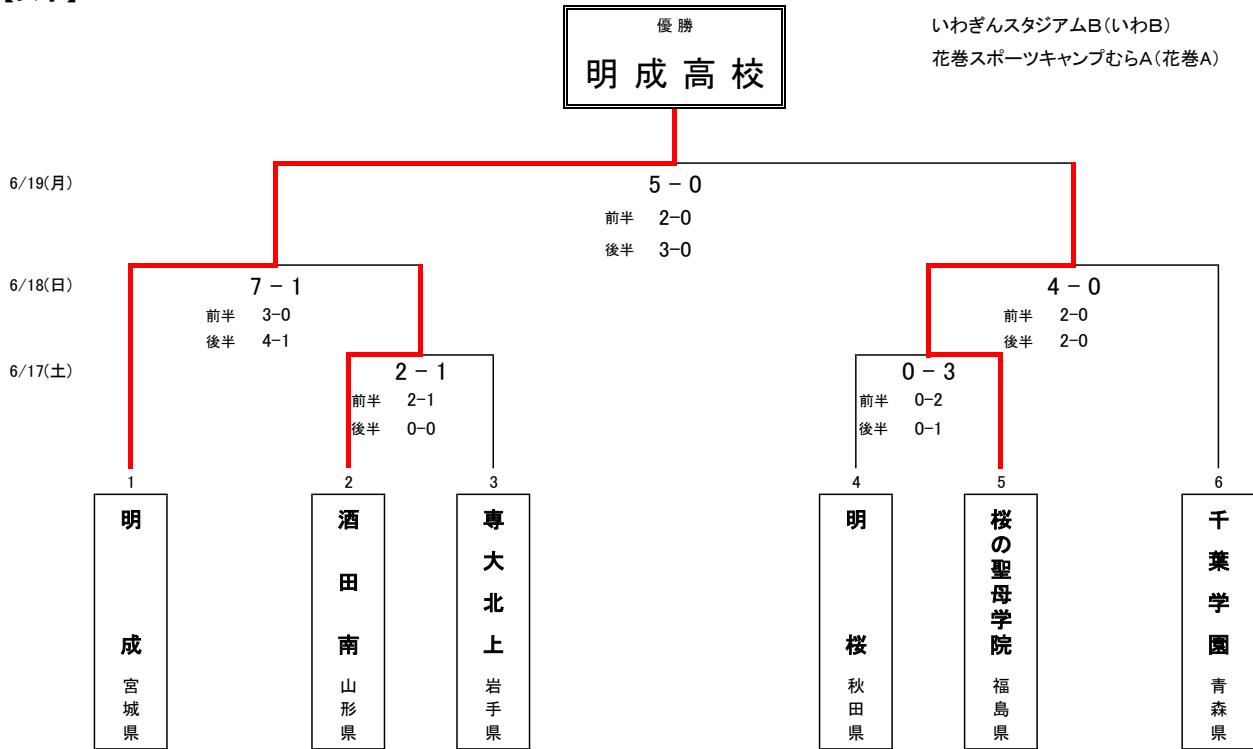 優勝
明成高校
いわぎんスタジアムB(いわB)
花巻スポーツキャンプむらA(花巻A)
6/19(月)
5-0
前半 2-0
後半 3-0
6/18(日)
7-1
前半 3-0
後半 4-1
4-0
前半 2-0
後半 2-0
6/17(土)
2-1
前半 2-1
後半 0-0
0-3
前半 0-2
後半 0-1
1
明成
宮城県
2
酒田南
山形県
3
専大北上
岩手県
4
明桜
秋田県
5
桜の聖母学院
福島県
6
千葉学園
青森県